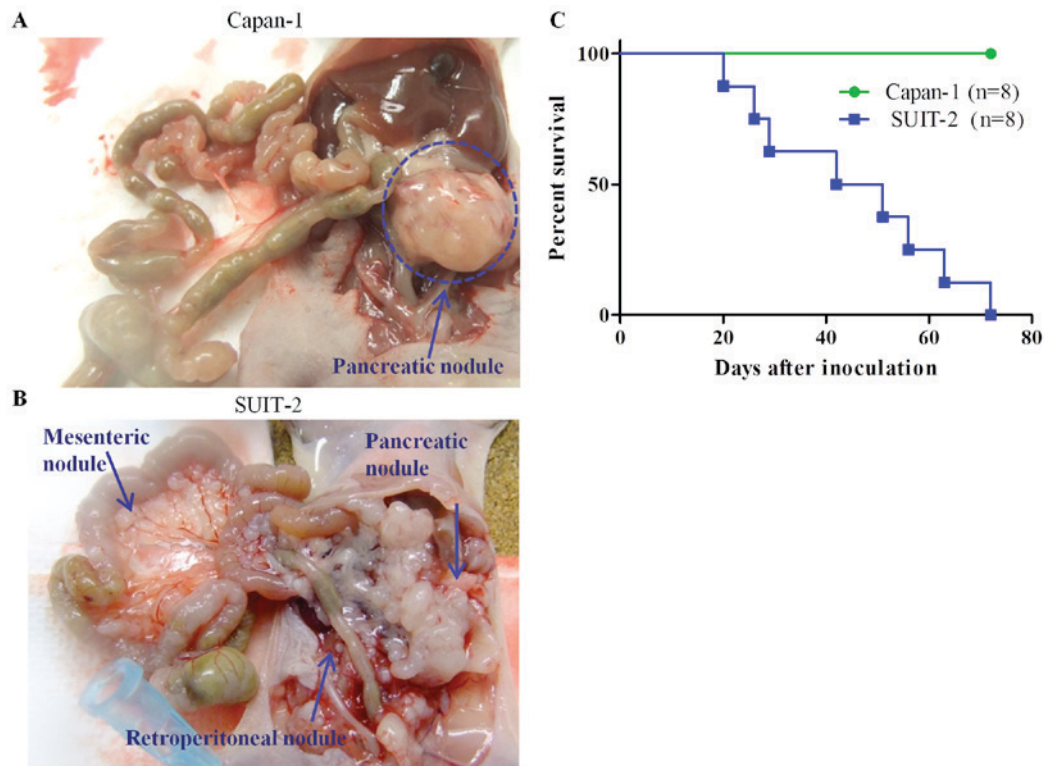 A
Capan-1
Pancreatic nodule
B
SUIT-2
Mesenteric
nodule
Pancreatic
nodule
Retroperitoneal nodule
C
Percent survival
100
50
0
0
20
40
60
80
Days after inoculation
Capan-1 (n=8)
SUIT-2 (n=8)